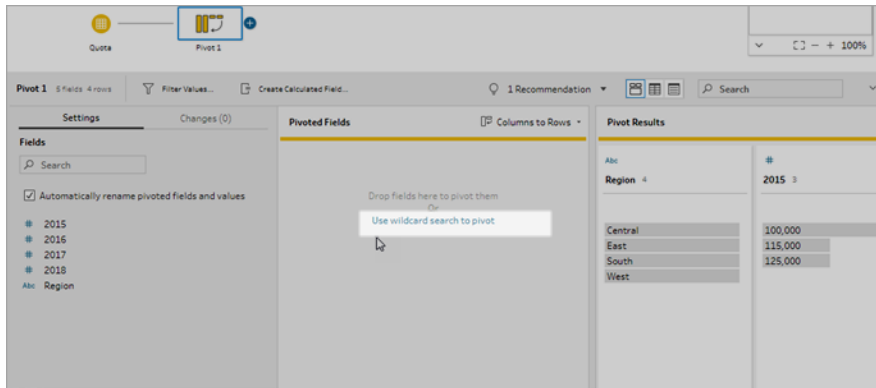 Quota
Pivot 1
100%
Pivot 1 5 fields 4 rows
Filter Values...
Create Calculated Field...
1 Recommendation
Search
Settings
Changes (0)
Fields
Search
Automatically rename pivoted fields and values
# 2015
# 2016
# 2017
# 2018
Abc Region
Pivoted Fields
Columns to Rows
Drop fields here to pivot them
Or
Use wildcard search to pivot
Pivot Results
Abc
Region 4
Central
East
South
West
#
2015 3
100,000
115,000
125,000